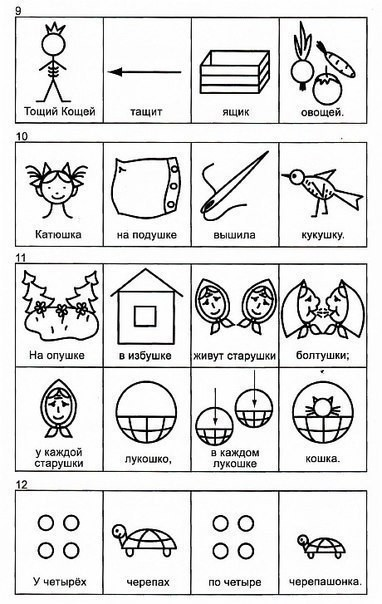 9
Тощий Кощей тащит ящик овощей.
10
Катюшка на подушке вышила кукушку.
11
На опушке в избушке живут старушки болтушки;
у каждой старушки лукошко, в каждом лукошке кошка.
12
У четырёх черепах по четыре черепашонка.